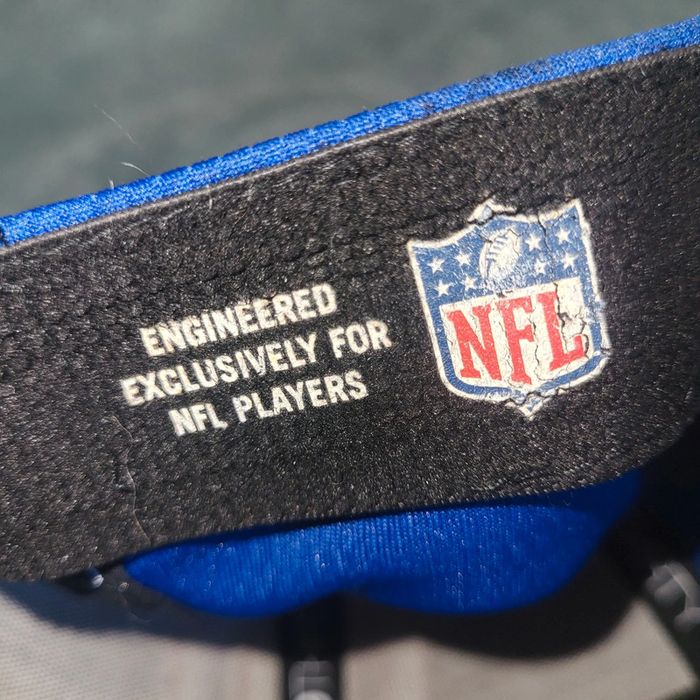 ENGINEERED
EXCLUSIVELY FOR
NFL PLAYERS
NFL